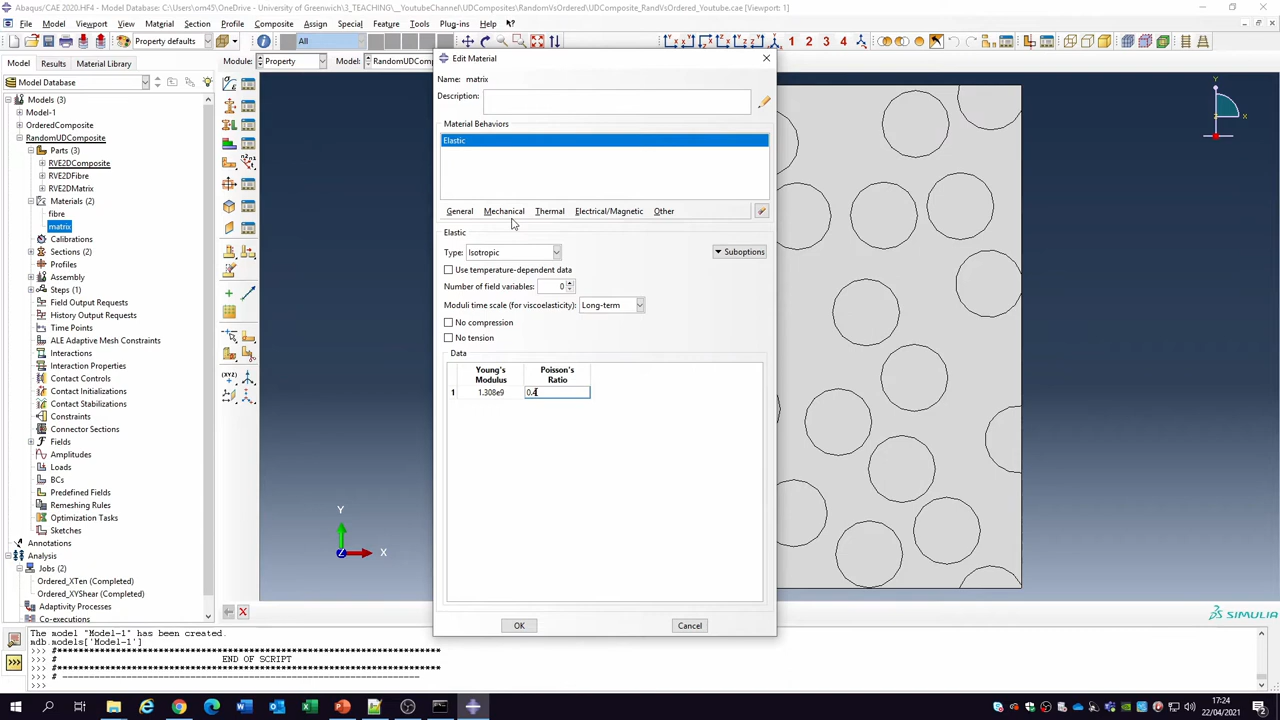 Abaqus/CAE 2020.HF4 - Model Database: C:\Users\om4\OneDrive - University of Greenwich\3_TEACHING\__YoutubeChannel\UDComposites\RandomVsOrdered\UDComposite_RandVsOrdered_Youtube.cae [Viewport: 1]
File Model Viewport View Material Section Profile Composite Assign Special Feature Tools Plug-ins Help
Property defaults All 1 2 3 4
Model Results Material Library Module: Property Model: RandomUDComp
Model Database
Models (3)
Model-1
OrderedComposite
RandomUDComposite
Parts (3)
RVE2DComposite
RVE2DFibre
RVE2DMatrix
Materials (2)
fibre
matrix
Calibrations
Sections (2)
Profiles
Assembly
Steps (1)
Field Output Requests
History Output Requests
Time Points
ALE Adaptive Mesh Constraints
Interactions
Interaction Properties
Contact Controls
Contact Initializations
Contact Stabilizations
Constraints
Connector Sections
Fields
Amplitudes
Loads
BCs
Predefined Fields
Remeshing Rules
Optimization Tasks
Sketches
Annotations
Analysis
Jobs (2)
Ordered_XTen (Completed)
Ordered_XYShear (Completed)
Adaptivity Processes
Co-executions
Edit Material
Name: matrix
Description:
Material Behaviors
Elastic
General Mechanical Thermal Electrical/Magnetic Other
Elastic
Type: Isotropic Suboptions
Use temperature-dependent data
Number of field variables: 0
Moduli time scale (for viscoelasticity): Long-term
No compression
No tension
Data
Young's Modulus Poisson's Ratio
1 1.308e9 0.4
OK Cancel
Y
X
Z
Y
X
SIMULIA
The model "Model-1" has been created.
mdb.models['Model-1']
>>> #****************************************************************
>>> # END OF SCRIPT
>>> #****************************************************************
>>> # ----------------------------------------------------------------
>>>
17:24
22/04/2021